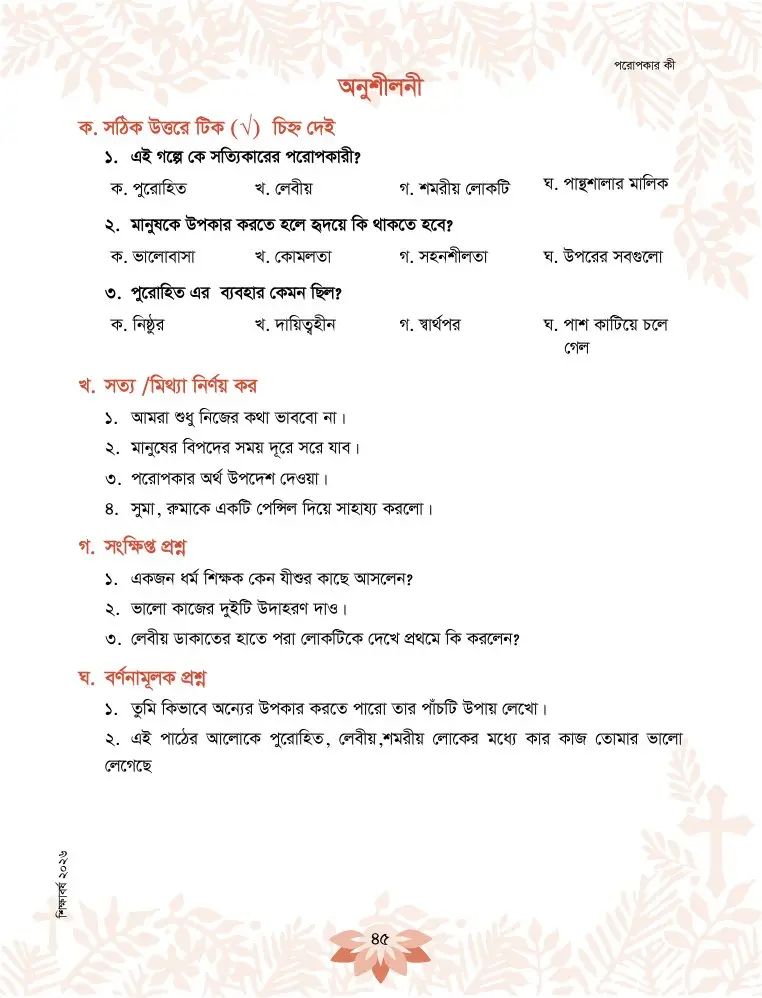 পরোপকার কী
অনুশীলনী
ক. সঠিক উত্তরে টিক (√) চিহ্ন দেই
১. এই গল্পে কে সত্যিকারের পরোপকারী?
ক. পুরোহিত খ. লেবীয় গ. শমরীয় লোকটি ঘ. পান্থশালার মালিক
২. মানুষকে উপকার করতে হলে হৃদয়ে কি থাকতে হবে?
ক. ভালোবাসা খ. কোমলতা গ. সহনশীলতা ঘ. উপরের সবগুলো
৩. পুরোহিত এর ব্যবহার কেমন ছিল?
ক. নিষ্ঠুর খ. দায়িত্বহীন গ. স্বার্থপর ঘ. পাশ কাটিয়ে চলে
গেল
খ. সত্য /মিথ্যা নির্ণয় কর
১. আমরা শুধু নিজের কথা ভাববো না।
২. মানুষের বিপদের সময় দূরে সরে যাব।
৩. পরোপকার অর্থ উপদেশ দেওয়া।
৪. সুমা, রুমাকে একটি পেন্সিল দিয়ে সাহায্য করলো।
গ. সংক্ষিপ্ত প্রশ্ন
১. একজন ধর্ম শিক্ষক কেন যীশুর কাছে আসলেন?
২. ভালো কাজের দুইটি উদাহরণ দাও।
৩. লেবীয় ডাকাতের হাতে পরা লোকটিকে দেখে প্রথমে কি করলেন?
ঘ. বর্ণনামূলক প্রশ্ন
১. তুমি কিভাবে অন্যের উপকার করতে পারো তার পাঁচটি উপায় লেখো।
২. এই পাঠের আলোকে পুরোহিত, লেবীয়,শমরীয় লোকের মধ্যে কার কাজ তোমার ভালো
লেগেছে
শিক্ষাবর্ষ ২০২৬
৪৫